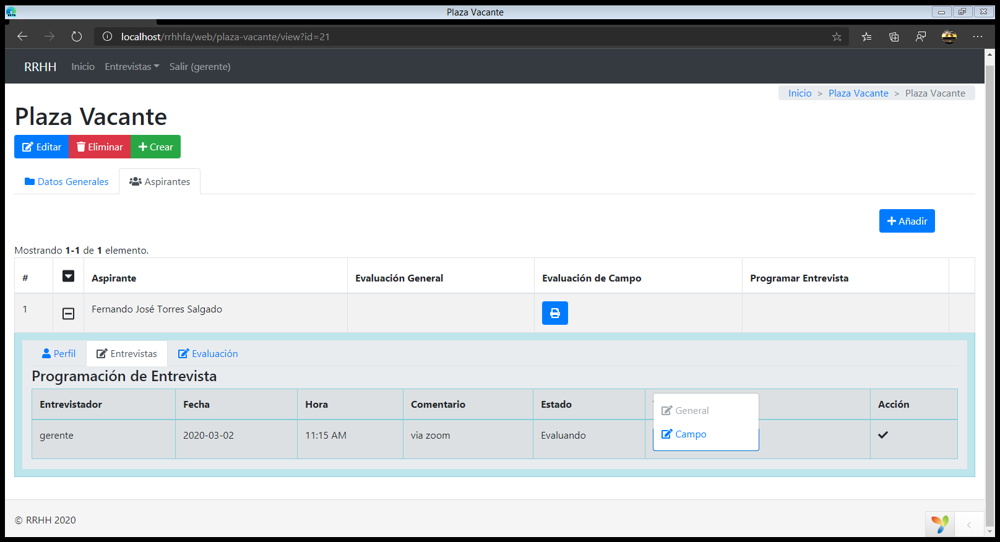 Plaza Vacante
localhost/rrhhfa/web/plaza-vacante/view?id=21
RRHH Inicio Entrevistas Salir (gerente)
Inicio > Plaza Vacante > Plaza Vacante
Plaza Vacante
Editar Eliminar Crear
Datos Generales Aspirantes
Añadir
Mostrando 1-1 de 1 elemento.
# Aspirante Evaluación General Evaluación de Campo Programar Entrevista
1 Fernando José Torres Salgado
Perfil Entrevistas Evaluación
Programación de Entrevista
Entrevistador Fecha Hora Comentario Estado Acción
General
gerente 2020-03-02 11:15 AM via zoom Evaluando
Campo
© RRHH 2020